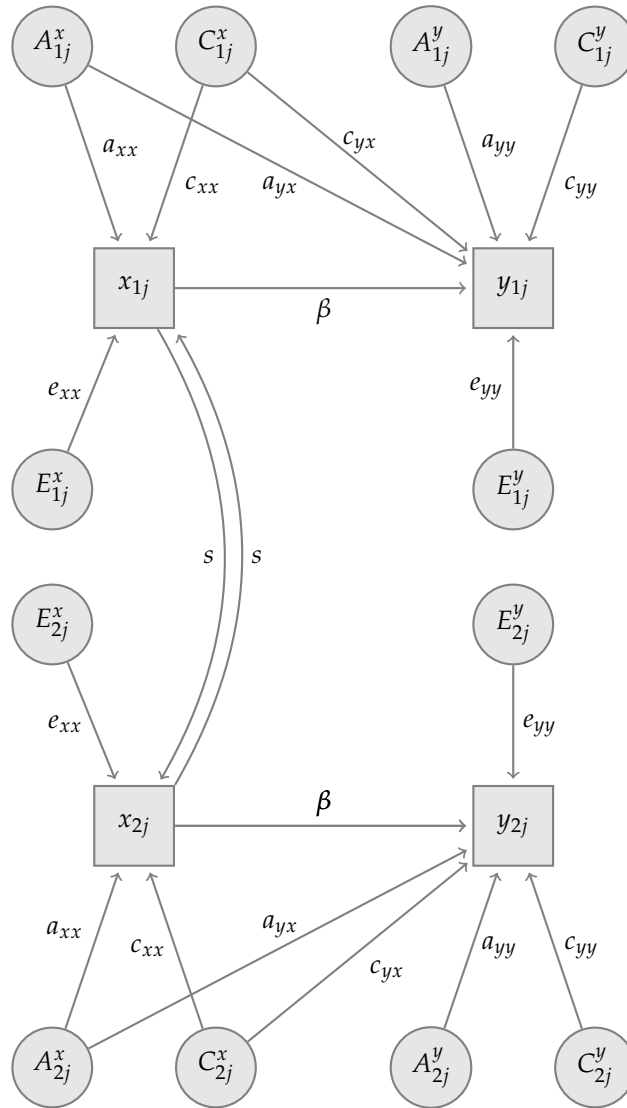 A^x_{1j} C^x_{1j} A^y_{1j} C^y_{1j}
a_{xx} c_{xx} a_{yx} c_{yx} a_{yy} c_{yy}
x_{1j} β y_{1j}
e_{xx} e_{yy}
E^x_{1j} E^y_{1j}
s s
E^x_{2j} E^y_{2j}
e_{xx} e_{yy}
x_{2j} β y_{2j}
a_{xx} c_{xx} a_{yx} c_{yx} a_{yy} c_{yy}
A^x_{2j} C^x_{2j} A^y_{2j} C^y_{2j}